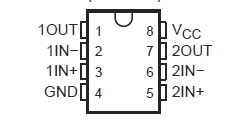 1OUT 1 8 VCC
1IN− 2 7 2OUT
1IN+ 3 6 2IN−
GND 4 5 2IN+